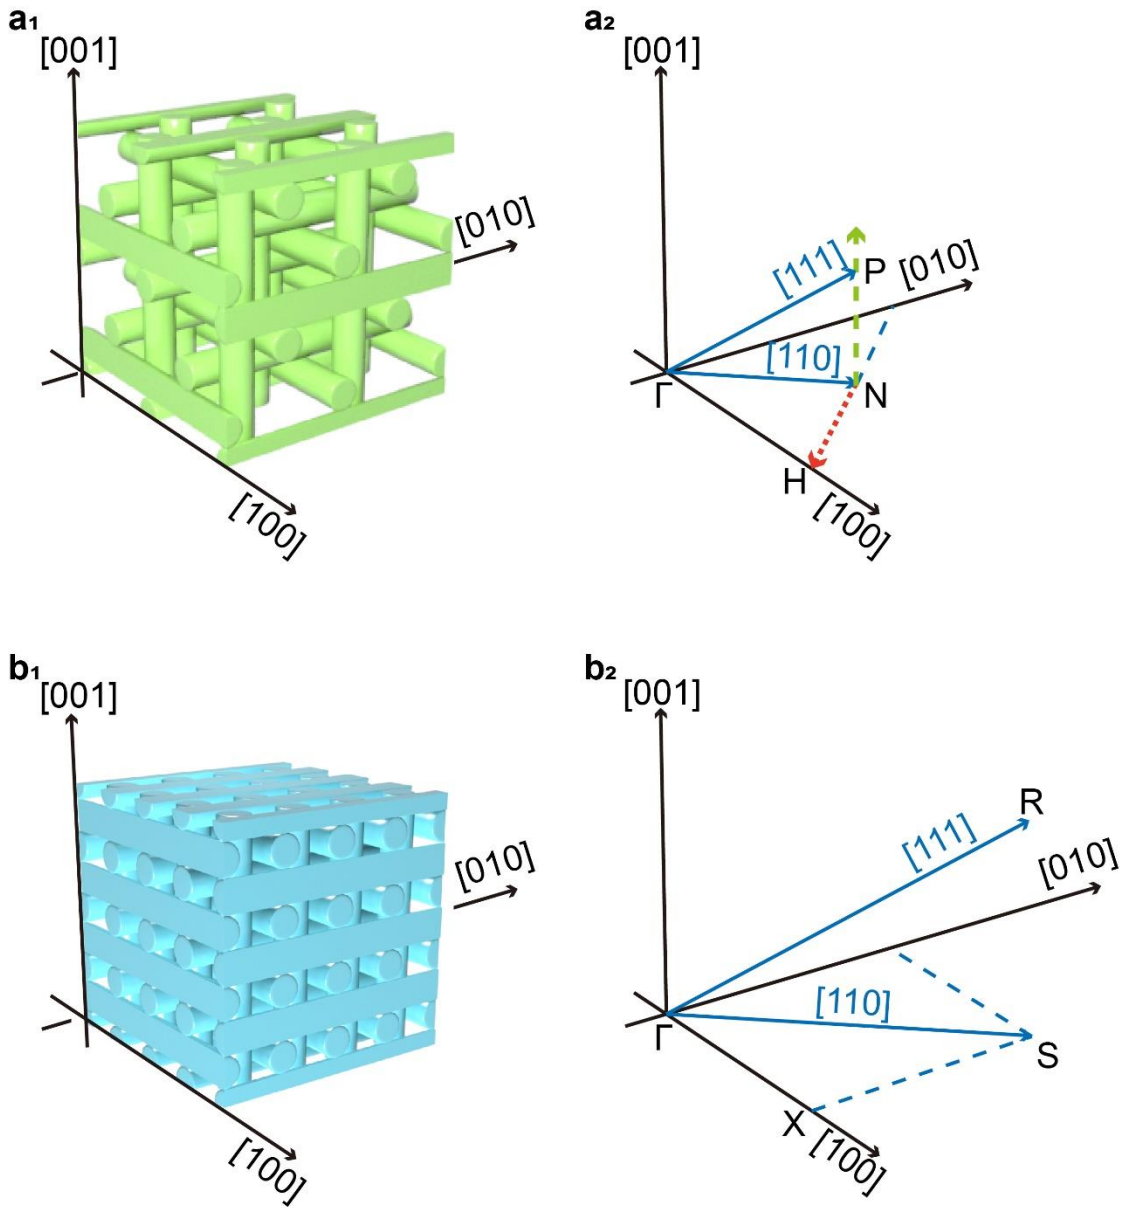 a₁
[001]
[010]
[100]
a₂
[001]
[111]
P
[010]
[110]
Γ
N
H
[100]
b₁
[001]
[010]
[100]
b₂
[001]
R
[111]
[010]
[110]
Γ
S
X
[100]